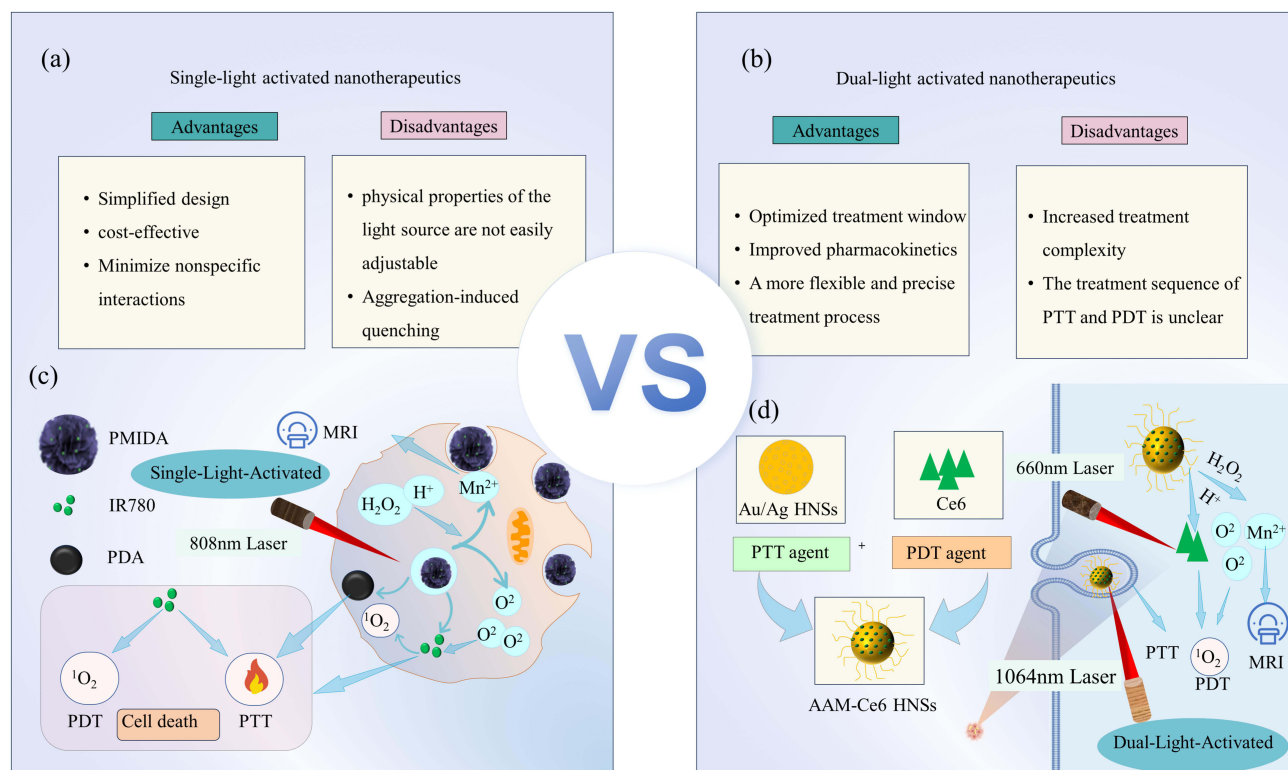 (a)
Single-light activated nanotherapeutics
Advantages
Disadvantages
• Simplified design
• cost-effective
• Minimize nonspecific
interactions
• physical properties of the
light source are not easily
adjustable
• Aggregation-induced
quenching
VS
(b)
Dual-light activated nanotherapeutics
Advantages
Disadvantages
• Optimized treatment window
• Improved pharmacokinetics
• A more flexible and precise
treatment process
• Increased treatment
complexity
• The treatment sequence of
PTT and PDT is unclear
(c)
PMIDA
IR780
PDA
MRI
Single-Light-Activated
808nm Laser
H₂O₂
H⁺
Mn²⁺
O²
O²
O²
¹O₂
¹O₂
PDT
Cell death
PTT
(d)
Au/Ag HNSs
Ce6
PTT agent
+
PDT agent
AAM-Ce6 HNSs
660nm Laser
H₂O₂
H⁺
O²
Mn²⁺
O²
PTT
¹O₂
PDT
MRI
1064nm Laser
Dual-Light-Activated